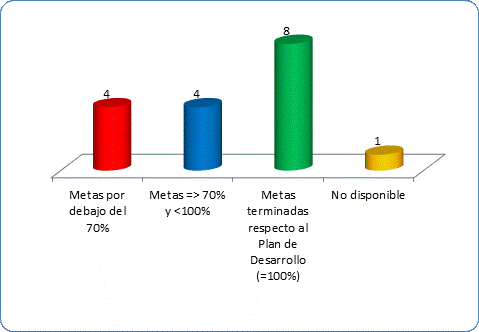 8
4
4
1
Metas por
debajo del
70%
Metas => 70%
y <100%
Metas
terminadas
respecto al
Plan de
Desarrollo
(=100%)
No disponible